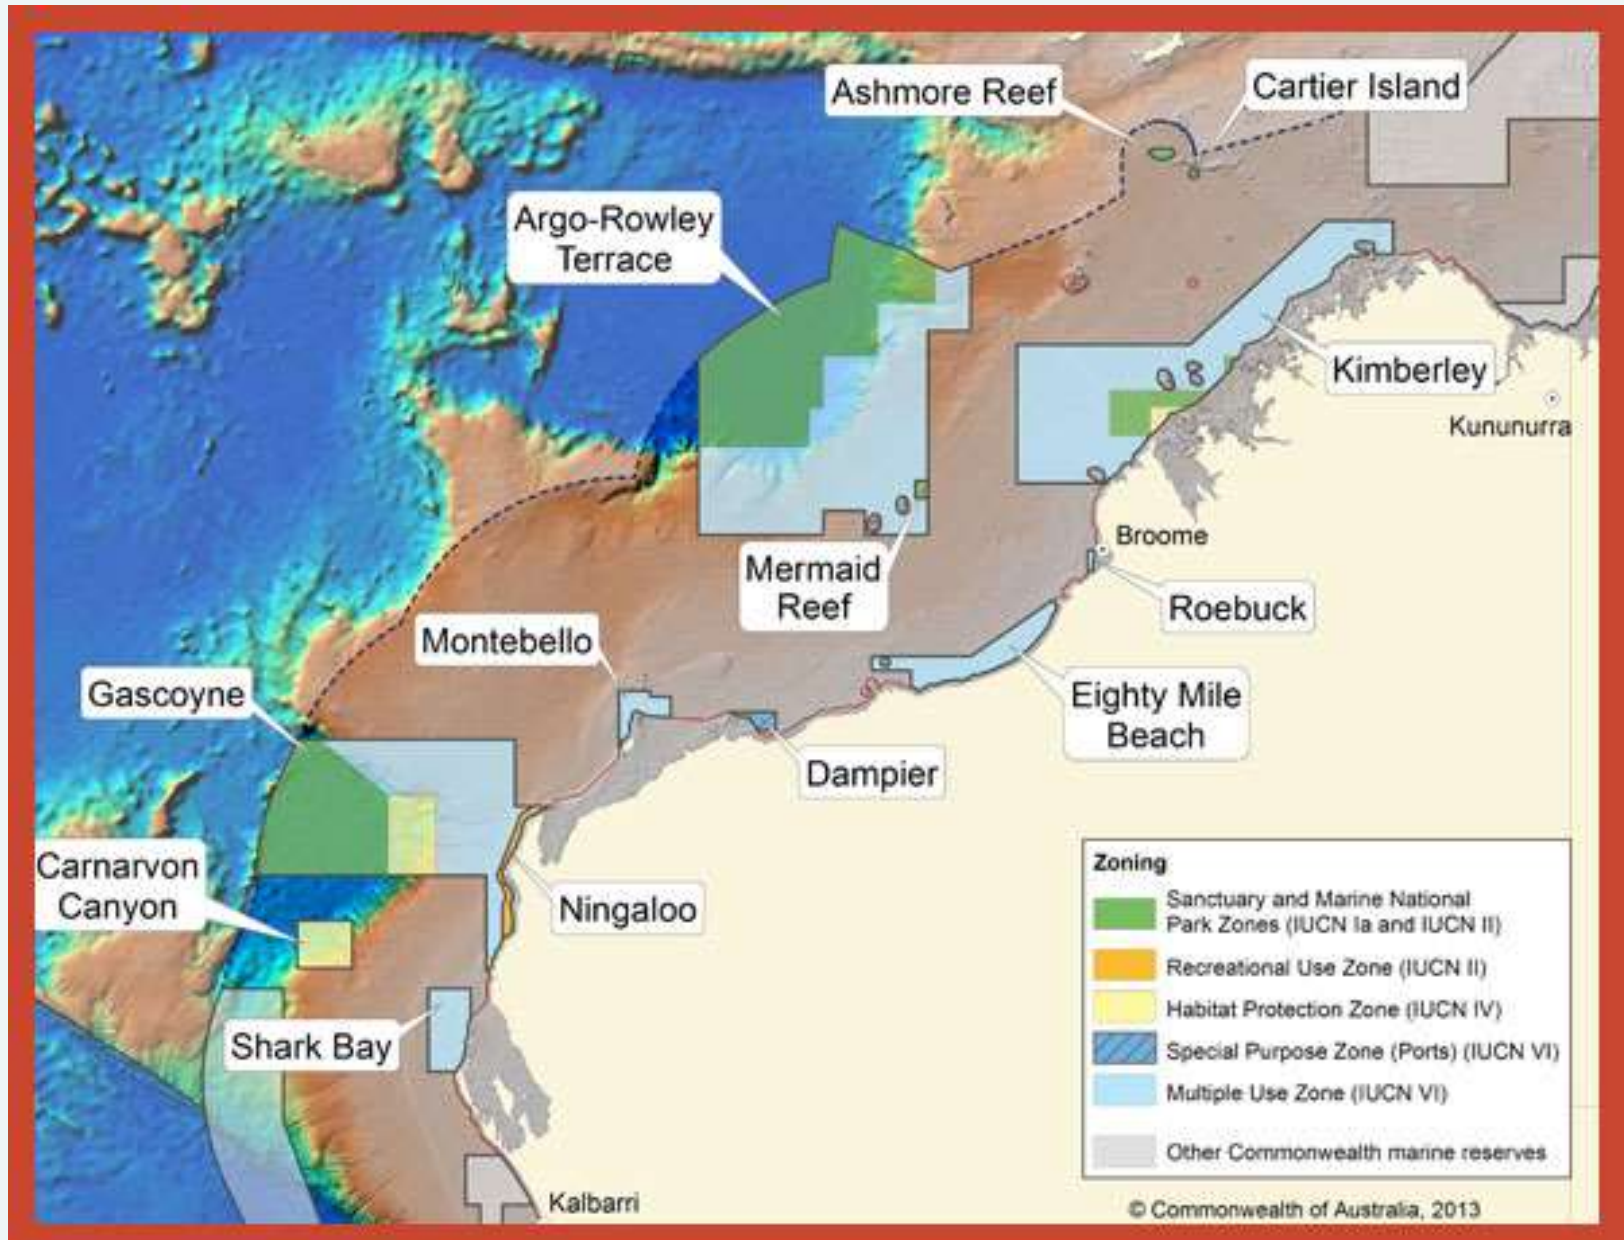 Ashmore Reef
Cartier Island
Argo-Rowley
Terrace
Kimberley
Kununurra
Mermaid
Reef
Broome
Roebuck
Montebello
Gascoyne
Eighty Mile
Beach
Dampier
Carnarvon
Canyon
Ningaloo
Shark Bay
Kalbarri
Zoning
Sanctuary and Marine National
Park Zones (IUCN Ia and IUCN II)
Recreational Use Zone (IUCN II)
Habitat Protection Zone (IUCN IV)
Special Purpose Zone (Ports) (IUCN VI)
Multiple Use Zone (IUCN VI)
Other Commonwealth marine reserves
© Commonwealth of Australia, 2013